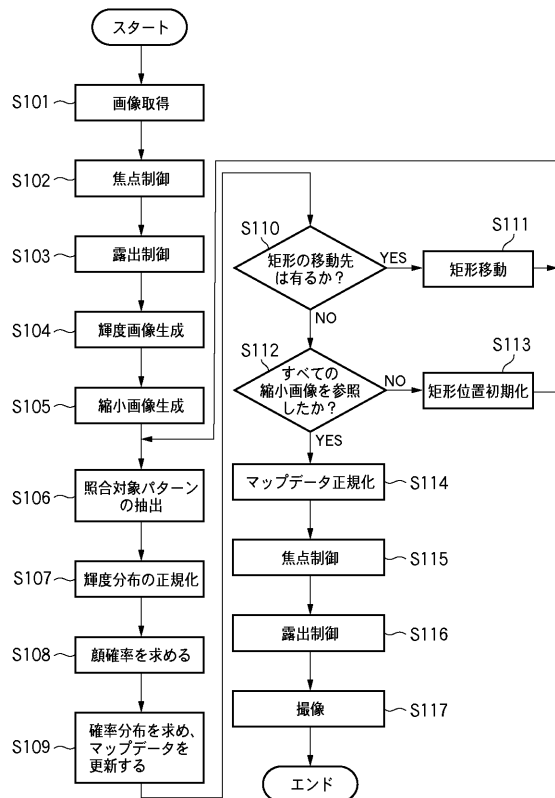 スタート
S101
画像取得
S102
焦点制御
S103
露出制御
S104
輝度画像生成
S105
縮小画像生成
S106
照合対象パターン
の抽出
S107
輝度分布の正規化
S108
顔確率を求める
S109
確率分布を求め、
マップデータを
更新する
S110
矩形の移動先
は有るか?
YES
S111
矩形移動
NO
S112
すべての
縮小画像を参照
したか?
NO
S113
矩形位置初期化
YES
マップデータ正規化
S114
焦点制御
S115
露出制御
S116
撮像
S117
エンド